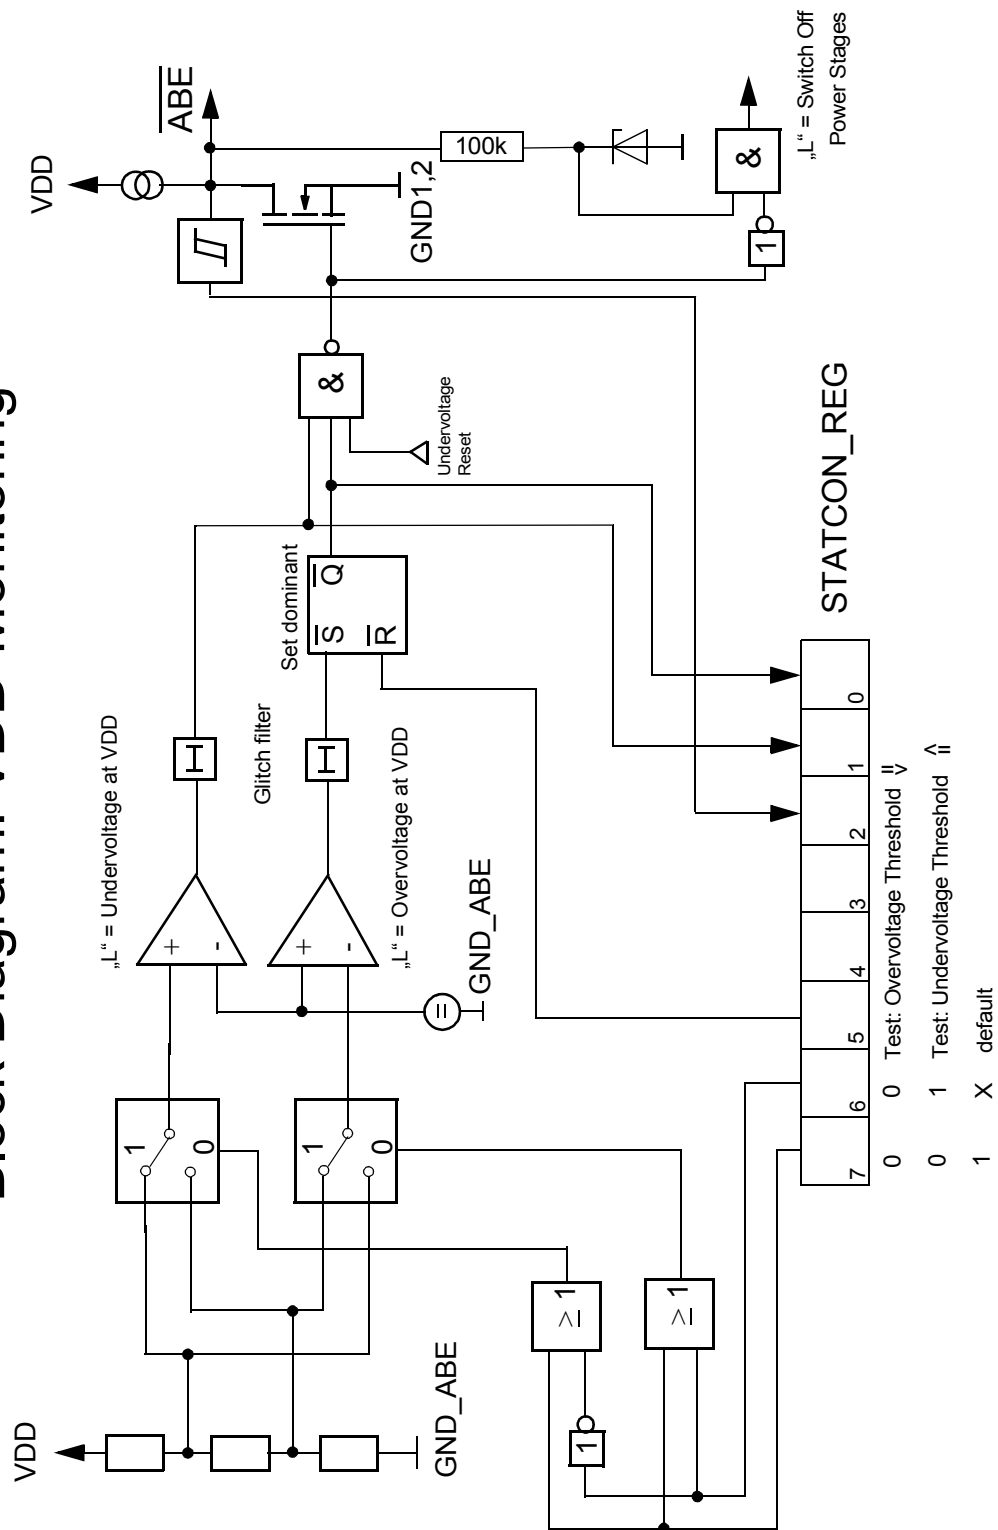 Block Diagram VDD-Monitoring
VDD
ABE
100k
GND1,2
&
„L“ = Switch Off
Power Stages
1
&
Undervoltage
Reset
„L“ = Undervoltage at VDD
Set dominant
S
Q
R
Glitch filter
„L“ = Overvoltage at VDD
+
-
+
-
=
GND_ABE
1
0
1
0
VDD
GND_ABE
≥1
≥1
1
STATCON_REG
7 6 5 4 3 2 1 0
0 0 Test: Overvoltage Threshold
0 1 Test: Undervoltage Threshold
1 X default